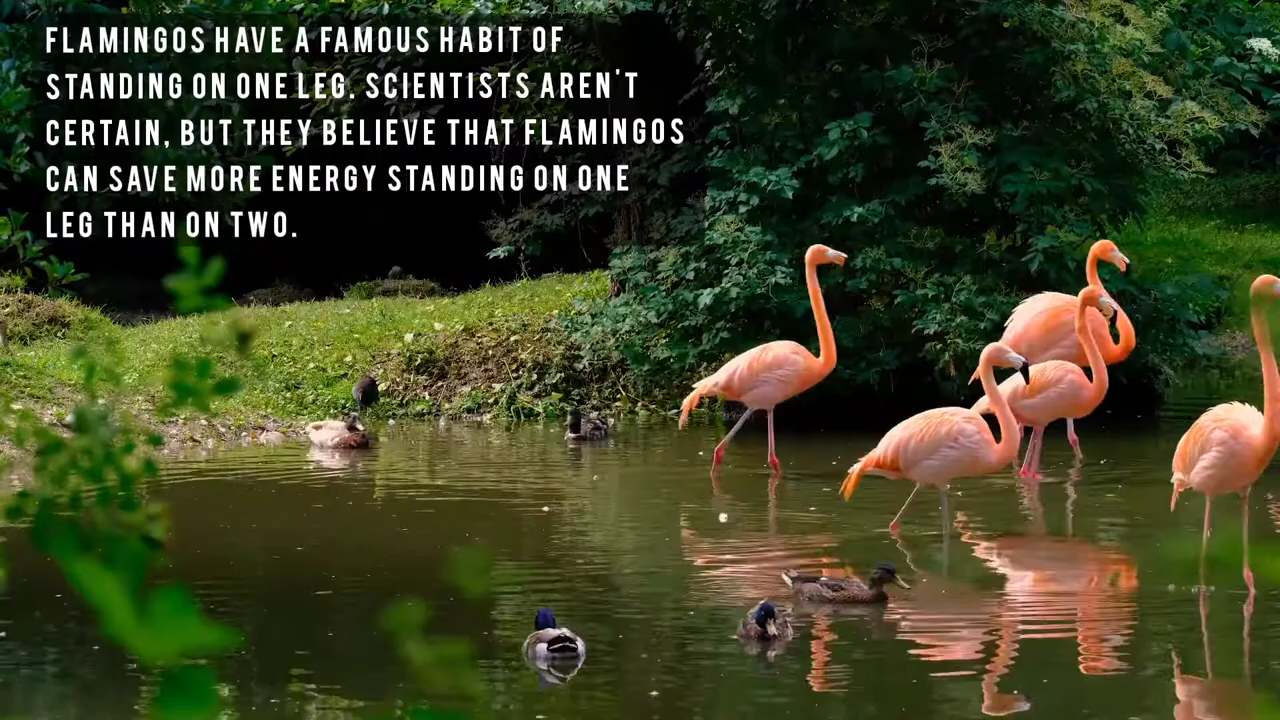 FLAMINGOS HAVE A FAMOUS HABIT OF
STANDING ON ONE LEG. SCIENTISTS AREN'T
CERTAIN, BUT THEY BELIEVE THAT FLAMINGOS
CAN SAVE MORE ENERGY STANDING ON ONE
LEG THAN ON TWO.